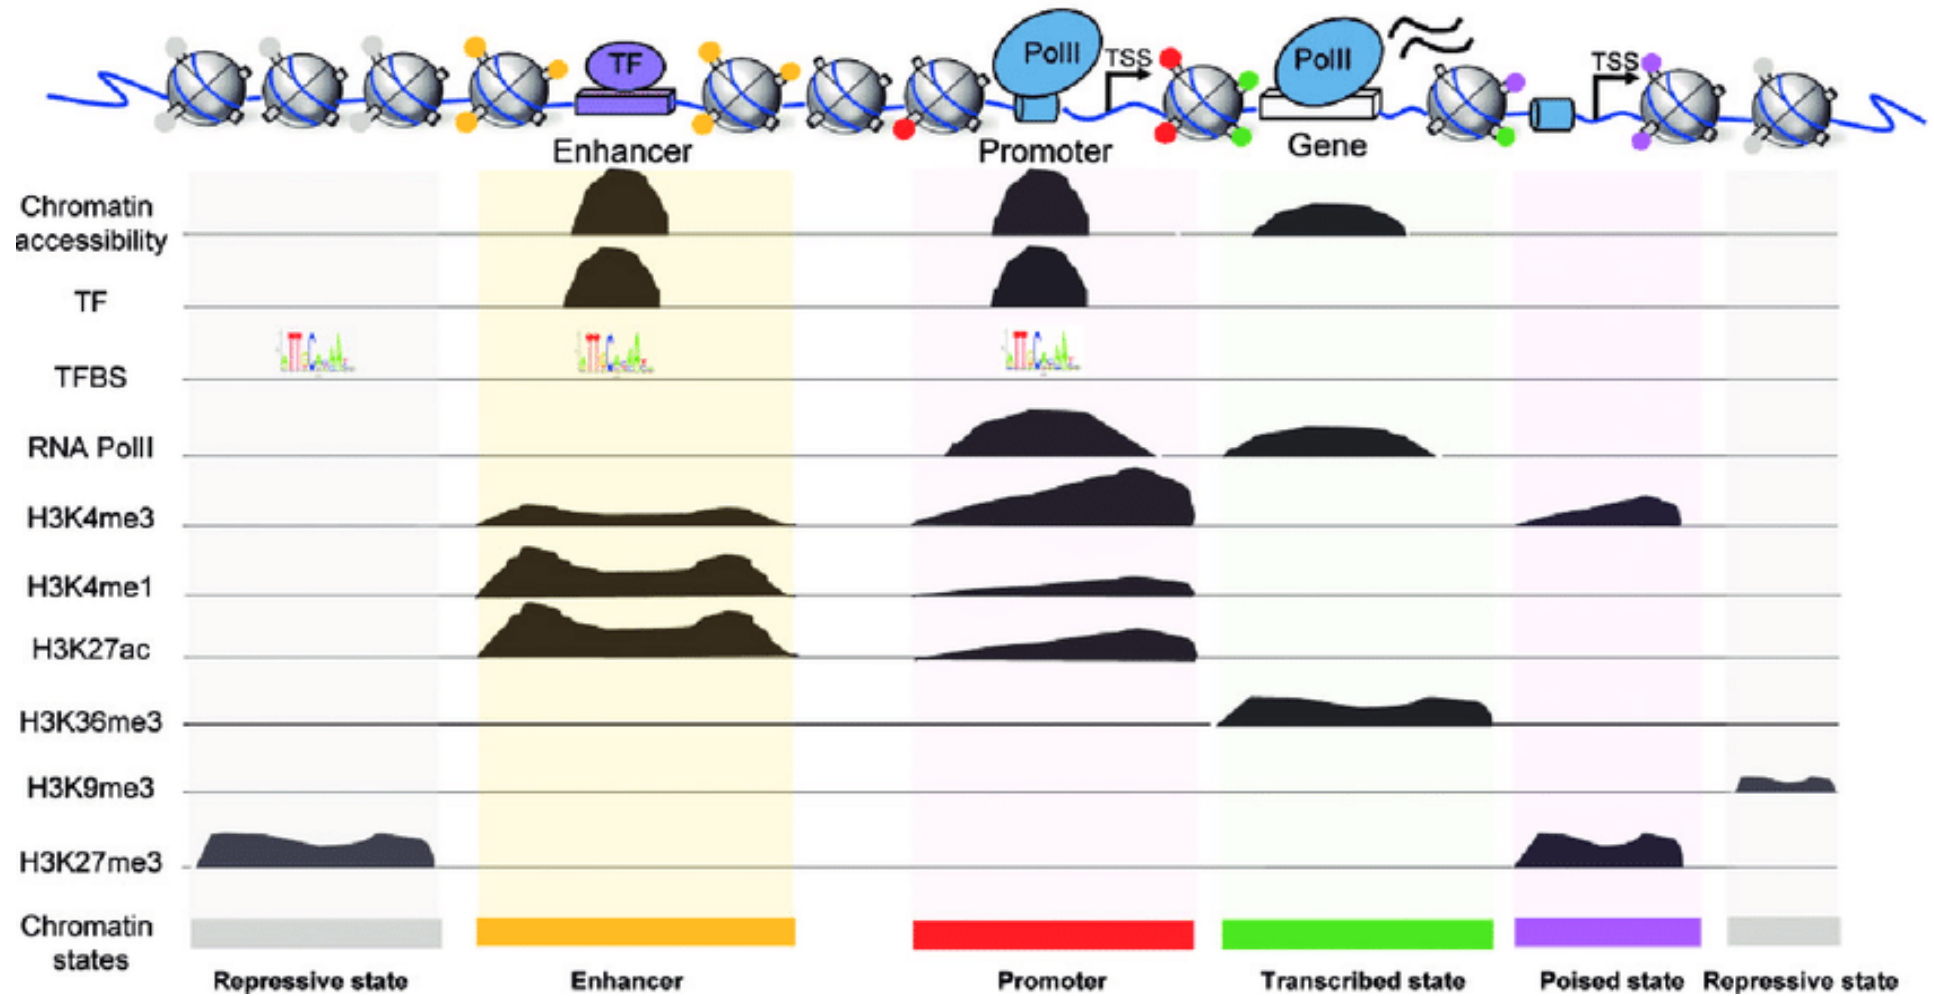 PolII
TSS
PolII
TSS
TF
Enhancer
Promoter
Gene
Chromatin
accessibility
TF
TFBS
RNA PolII
H3K4me3
H3K4me1
H3K27ac
H3K36me3
H3K9me3
H3K27me3
Chromatin
states
Repressive state
Enhancer
Promoter
Transcribed state
Poised state
Repressive state